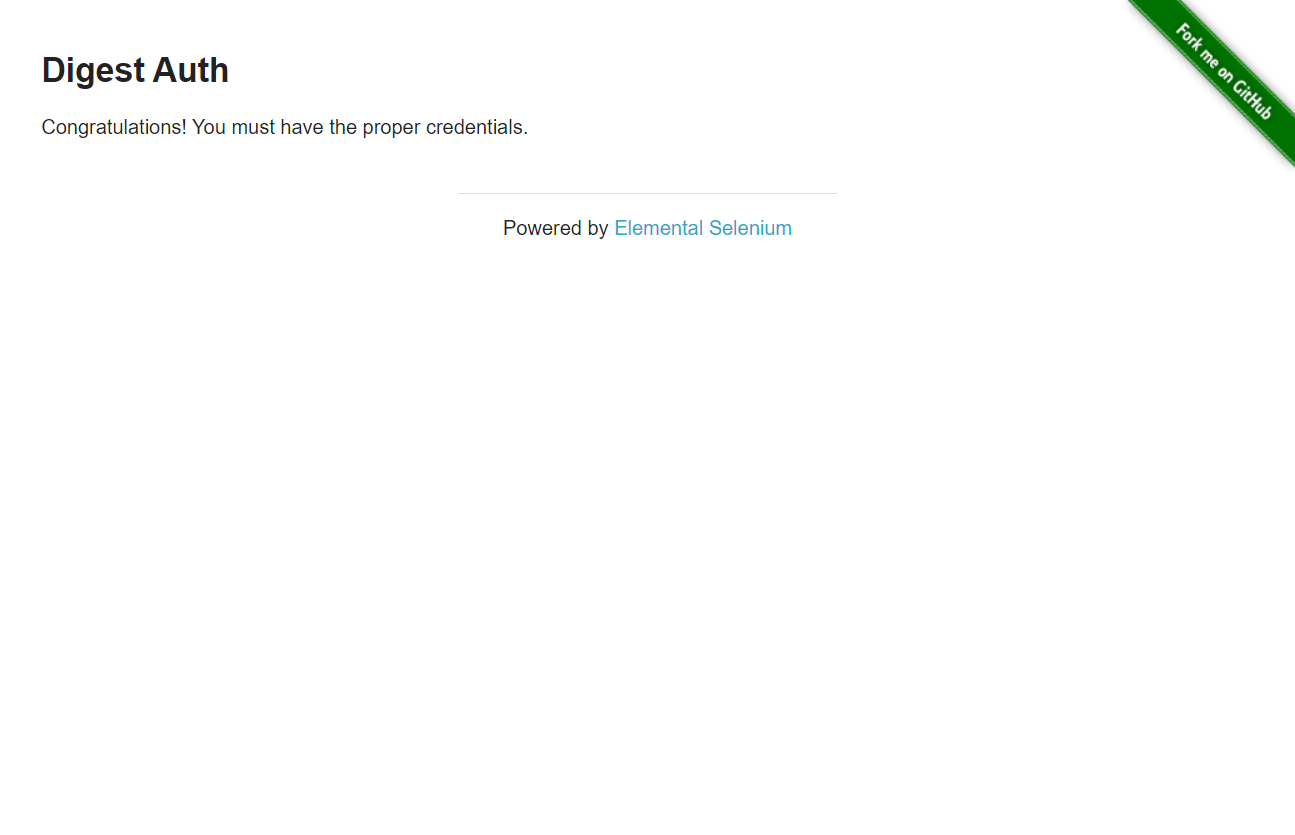 Digest Auth
Fork me on GitHub
Congratulations! You must have the proper credentials.
Powered by Elemental Selenium